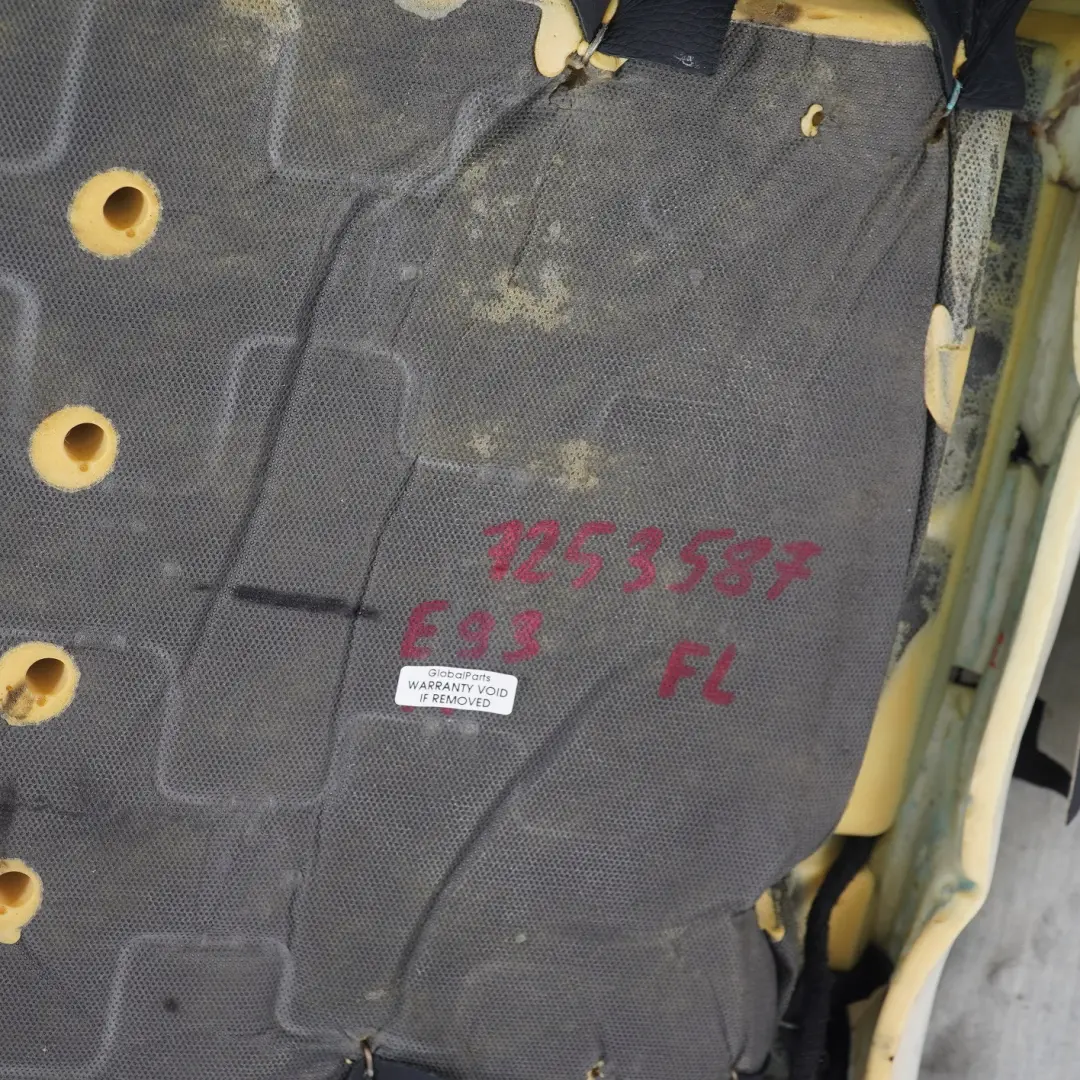 7253587
E93
FL
GlobalParts
WARRANTY VOID
IF REMOVED